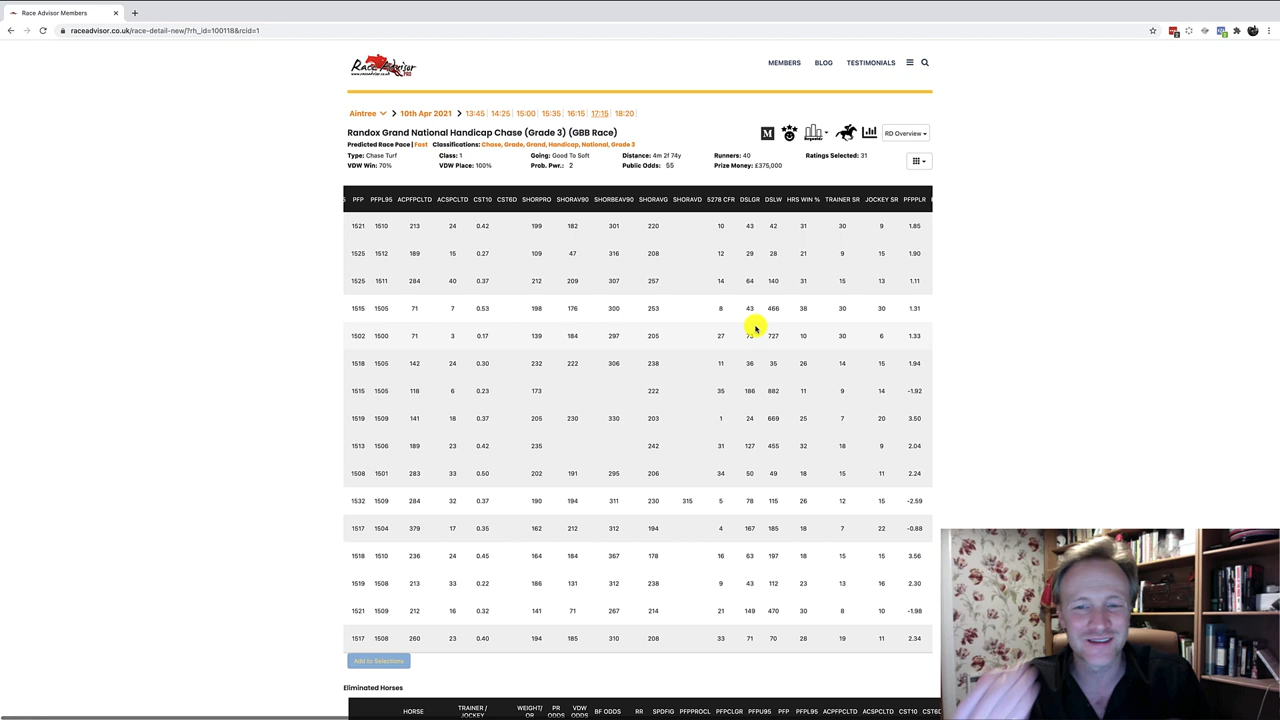 Race Advisor Members
raceadvisor.co.uk/race-detail-new/?rh_id=100118&rcid=1
Race Advisor
www.raceadvisor.co.uk
PRO
MEMBERS BLOG TESTIMONIALS
Aintree 10th Apr 2021 13:45 14:25 15:00 15:35 16:15 17:15 18:20
Randox Grand National Handicap Chase (Grade 3) (GBB Race)
M RD Overview
Predicted Race Pace | Fast Classifications: Chase, Grade, Grand, Handicap, National, Grade 3
Type: Chase Turf Class: 1 Going: Good To Soft Distance: 4m 2f 74y Runners: 40 Ratings Selected: 31
VDW Win: 70% VDW Place: 100% Prob. Pwr.: 2 Public Odds: 55 Prize Money: £375,000
PFP PFPL95 ACPFPCLTD ACSPCLTD CST10 CST6D SHORPRO SHORAV90 SHORBEAV90 SHORAVG SHORAVD 5278 CFR DSLGR DSLW HRS WIN % TRAINER SR JOCKEY SR PFPPLR
1521 1510 213 24 0.42 199 182 301 220 10 43 42 31 30 9 1.85
1525 1512 189 15 0.27 109 47 316 208 12 29 28 21 9 15 1.90
1525 1511 284 40 0.37 212 209 307 257 14 64 140 31 15 13 1.11
1515 1505 71 7 0.53 198 176 300 253 8 43 466 38 30 30 1.31
1502 1500 71 3 0.17 139 184 297 205 27 727 10 30 6 1.33
1518 1505 142 24 0.30 232 222 306 238 11 36 35 26 14 15 1.94
1515 1505 118 6 0.23 173 222 35 186 882 11 9 14 -1.92
1519 1509 141 18 0.37 205 230 330 203 1 24 669 25 7 20 3.50
1513 1506 189 23 0.42 235 242 31 127 455 32 18 9 2.04
1508 1501 283 33 0.50 202 191 295 206 34 50 49 18 15 11 2.24
1532 1509 284 32 0.37 190 194 311 230 315 5 78 115 26 12 15 -2.59
1517 1504 379 17 0.35 162 212 312 194 4 167 185 18 7 22 -0.88
1518 1510 236 24 0.45 164 184 367 178 16 63 197 18 15 15 3.56
1519 1508 213 33 0.22 186 131 312 238 9 43 112 23 13 16 2.30
1521 1509 212 16 0.32 141 71 267 214 21 149 470 30 8 10 -1.98
1517 1508 260 23 0.40 194 185 310 208 33 71 70 28 19 11 2.34
Add to Selections
Eliminated Horses
HORSE TRAINER / JOCKEY WEIGHT/ OR PR ODDS VDW ODDS BF ODDS RR SPDFIG PFPPROCL PFPCLGR PFPU95 PFP PFPL95 ACPFPCLTD ACSPCLTD CST10 CST6D